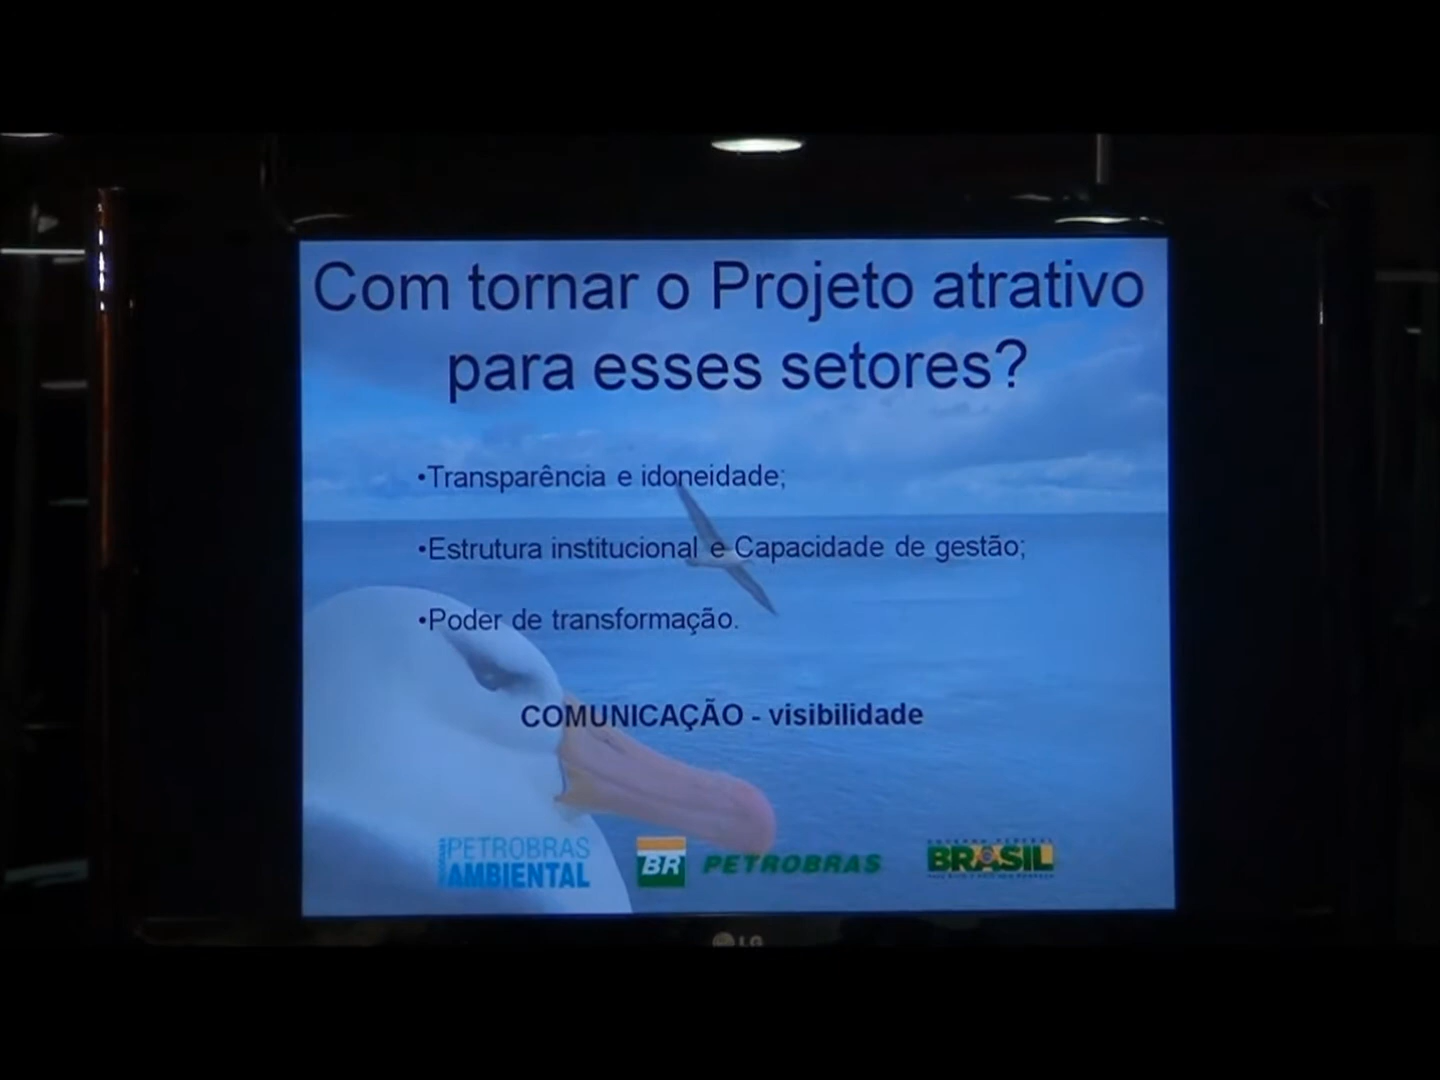 Com tornar o Projeto atrativo
para esses setores?
•Transparência e idoneidade;
•Estrutura institucional e Capacidade de gestão;
•Poder de transformação.
COMUNICAÇÃO - visibilidade
PETROBRAS
AMBIENTAL
BR PETROBRAS
BRASIL
LG